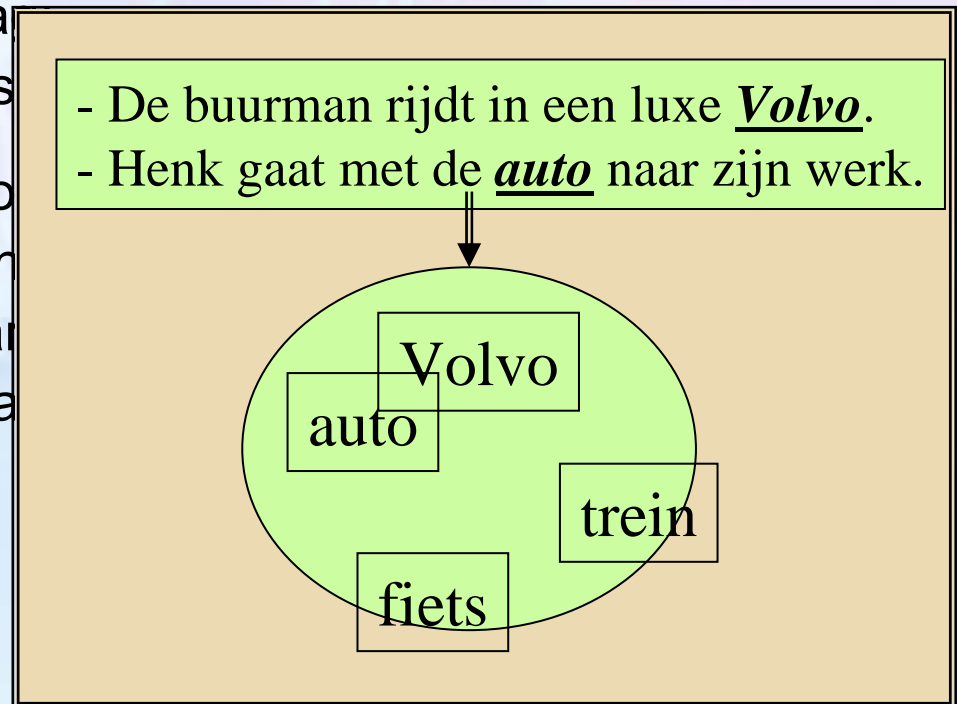 - De buurman rijdt in een luxe Volvo.
- Henk gaat met de auto naar zijn werk.
Volvo
auto
trein
fiets